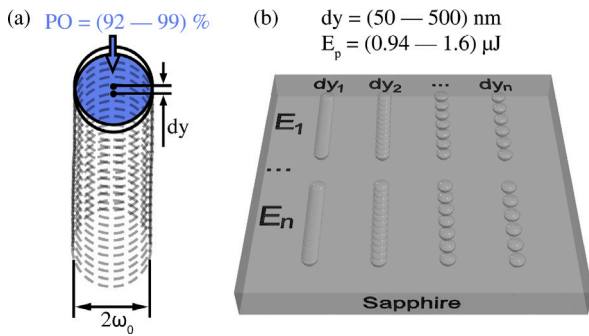 (a)
PO = (92 — 99) %
dy
2ω₀
(b)
dy = (50 — 500) nm
Eₚ = (0.94 — 1.6) μJ
dy₁ dy₂ ... dyₙ
E₁
...
Eₙ
Sapphire